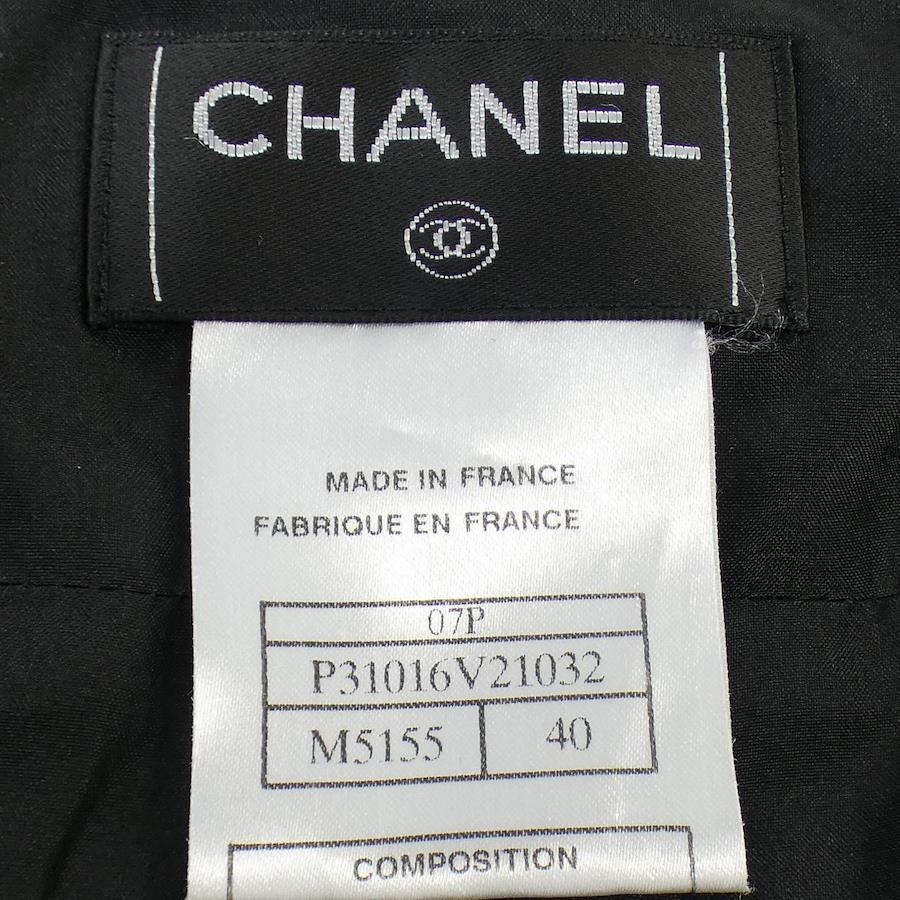 CHANEL
MADE IN FRANCE
FABRIQUE EN FRANCE
07P
P31016V21032
M5155 40
COMPOSITION